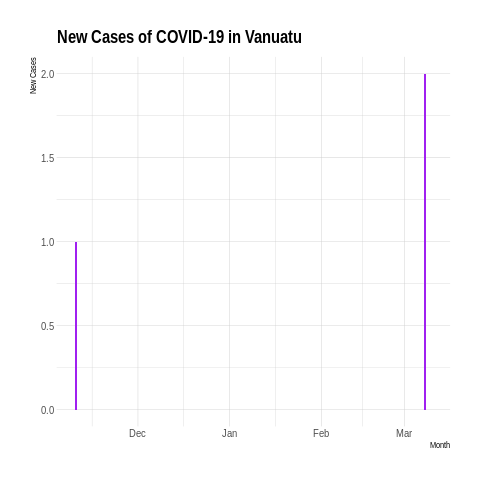 New Cases of COVID-19 in Vanuatu
New Cases
2.0
1.5
1.0
0.5
0.0
Dec Jan Feb Mar
Month